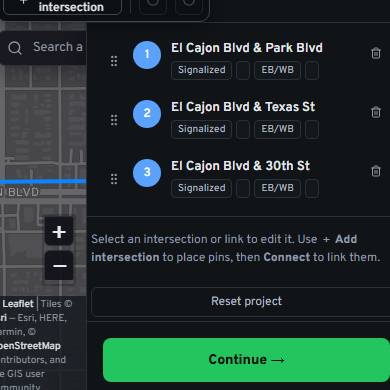 +
intersection
Search a
1
El Cajon Blvd & Park Blvd
Signalized
EB/WB
2
El Cajon Blvd & Texas St
Signalized
EB/WB
3
El Cajon Blvd & 30th St
Signalized
EB/WB
N BLVD
+
−
Select an intersection or link to edit it. Use + Add
intersection to place pins, then Connect to link them.
Reset project
Continue →
Leaflet | Tiles ©
ri — Esri, HERE,
armin, ©
penStreetMap
ontributors, and
e GIS user
mmunity